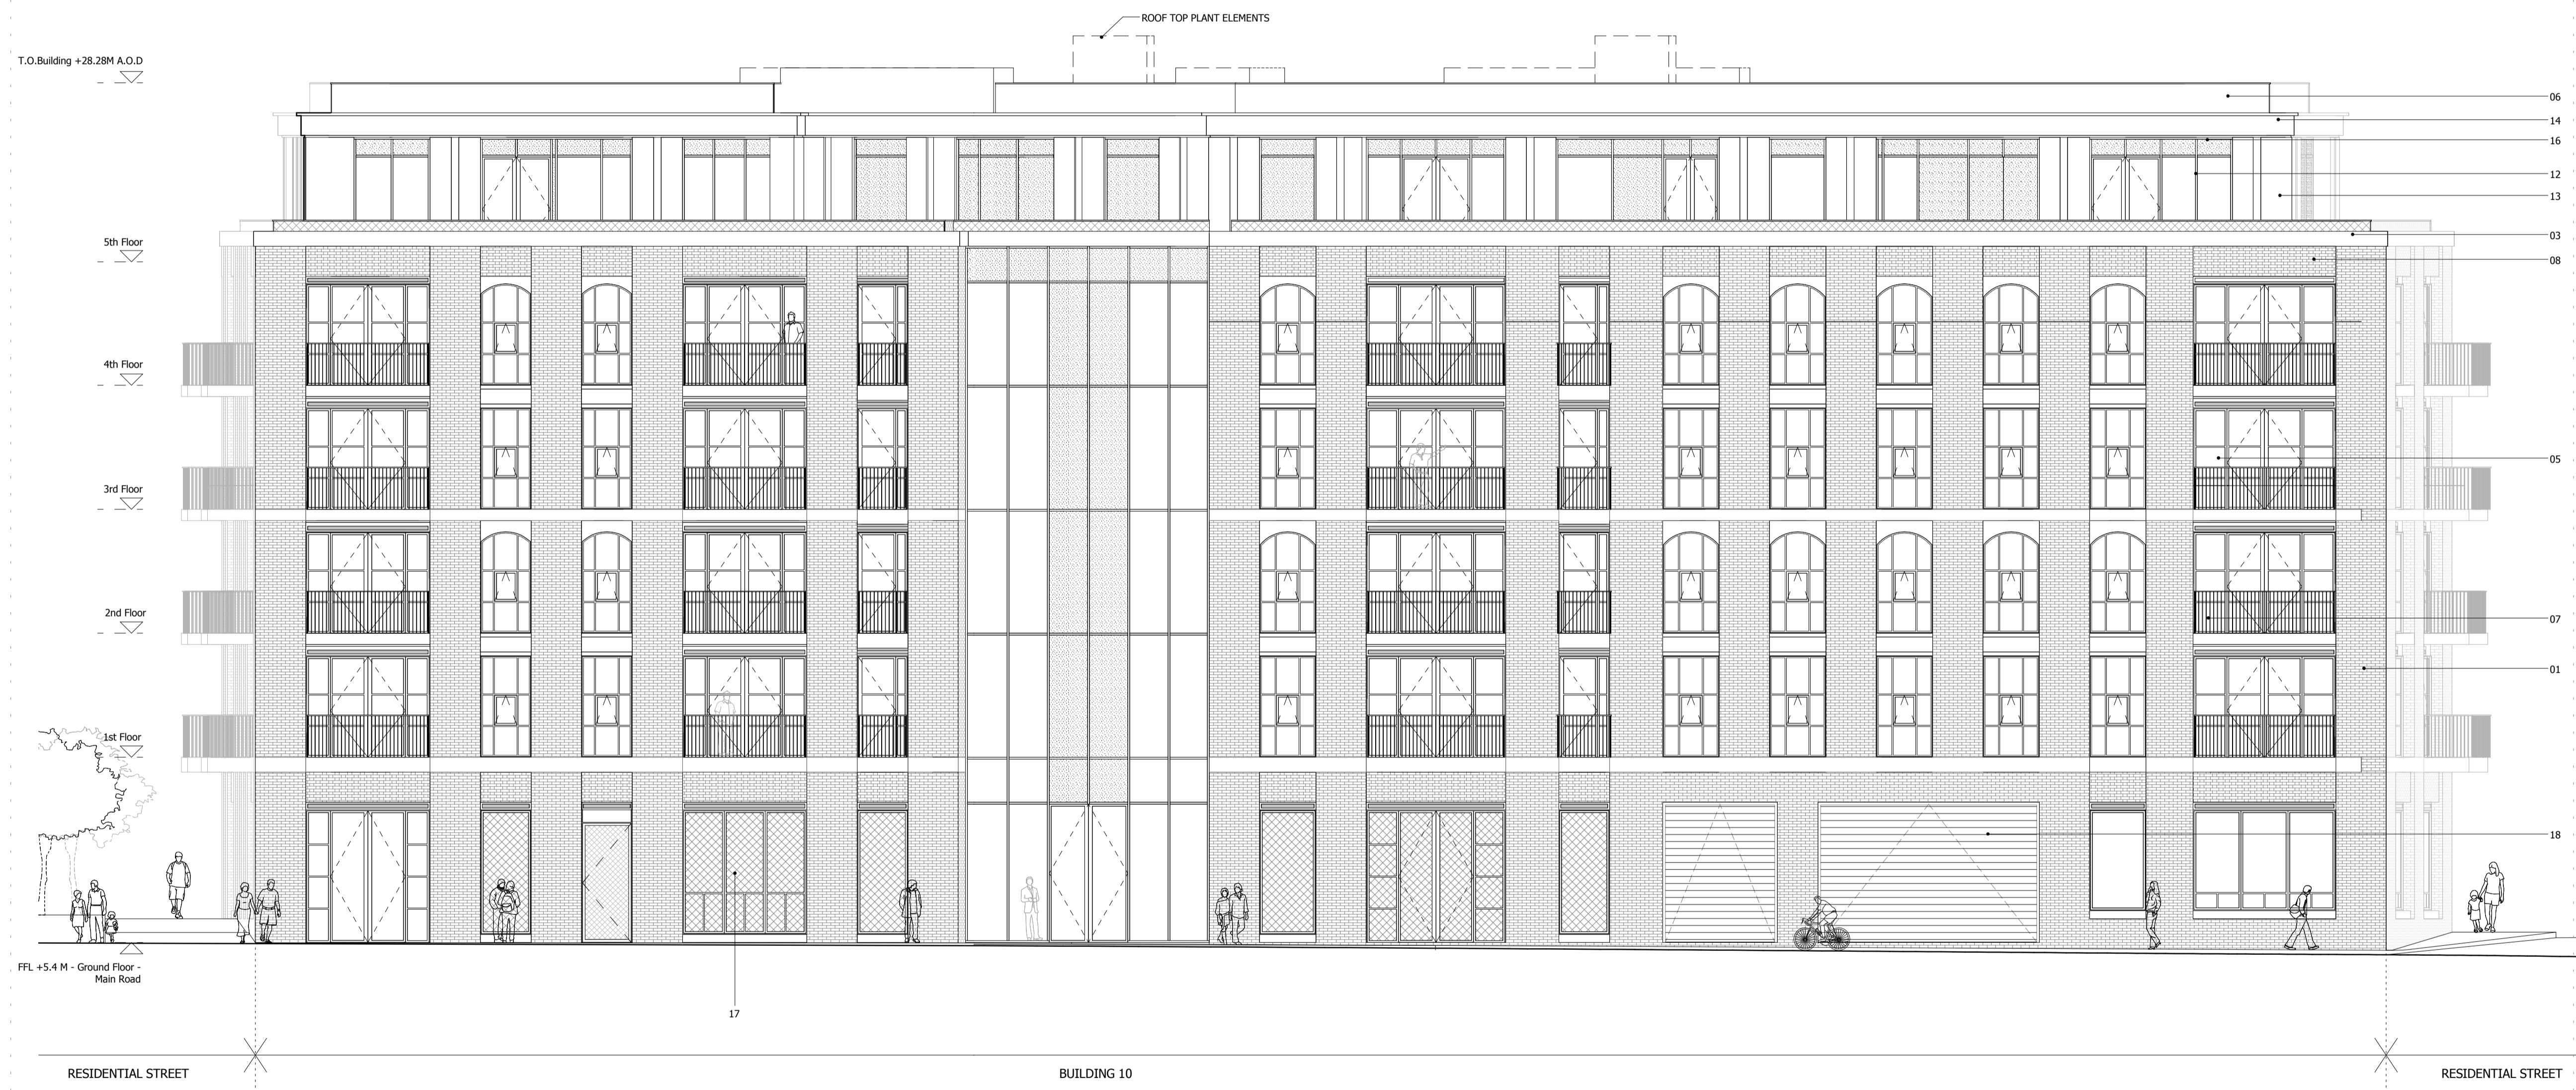 ROOF TOP PLANT ELEMENTS
T.O.Building +28.28M A.O.D
06
14
16
12
13
5th Floor
03
08
4th Floor
05
3rd Floor
2nd Floor
07
01
1st Floor
18
FFL +5.4 M - Ground Floor -
Main Road
17
RESIDENTIAL STREET
BUILDING 10
RESIDENTIAL STREET